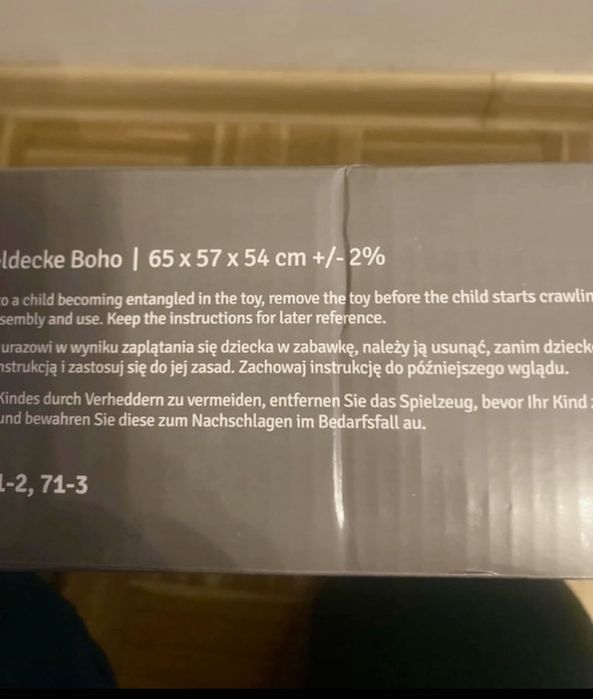 ldecke Boho | 65 x 57 x 54 cm +/- 2%
o a child becoming entangled in the toy, remove the toy before the child starts crawlin
sembly and use. Keep the instructions for later reference.
urazowi w wyniku zaplątania się dziecka w zabawkę, należy ją usunąć, zanim dzieck
nstrukcją i zastosuj się do jej zasad. Zachowaj instrukcję do późniejszego wglądu.
Kindes durch Verheddern zu vermeiden, entfernen Sie das Spielzeug, bevor Ihr Kind
und bewahren Sie diese zum Nachschlagen im Bedarfsfall au.
1-2, 71-3